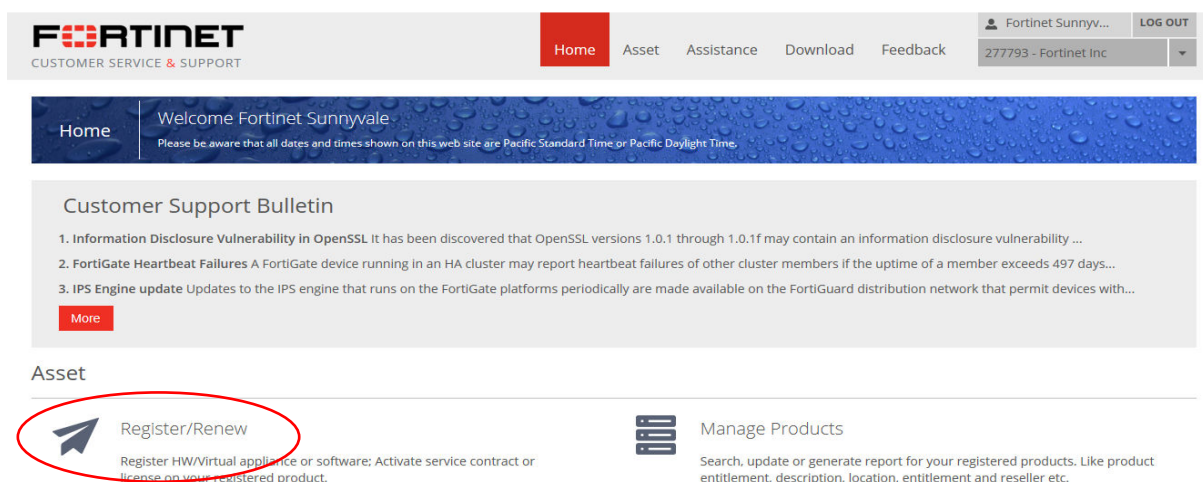 FORTINET
CUSTOMER SERVICE & SUPPORT
Home
Asset
Assistance
Download
Feedback
Fortinet Sunnyv...
LOG OUT
277793 - Fortinet Inc
Home
Welcome Fortinet Sunnyvale
Please be aware that all dates and times shown on this web site are Pacific Standard Time or Pacific Daylight Time.
Customer Support Bulletin
1. Information Disclosure Vulnerability in OpenSSL It has been discovered that OpenSSL versions 1.0.1 through 1.0.1f may contain an information disclosure vulnerability ...
2. FortiGate Heartbeat Failures A FortiGate device running in an HA cluster may report heartbeat failures of other cluster members if the uptime of a member exceeds 497 days...
3. IPS Engine update Updates to the IPS engine that runs on the FortiGate platforms periodically are made available on the FortiGuard distribution network that permit devices with...
More
Asset
Register/Renew
Register HW/Virtual appliance or software; Activate service contract or
license on your registered product.
Manage Products
Search, update or generate report for your registered products. Like product
entitlement, description, location, entitlement and reseller etc.